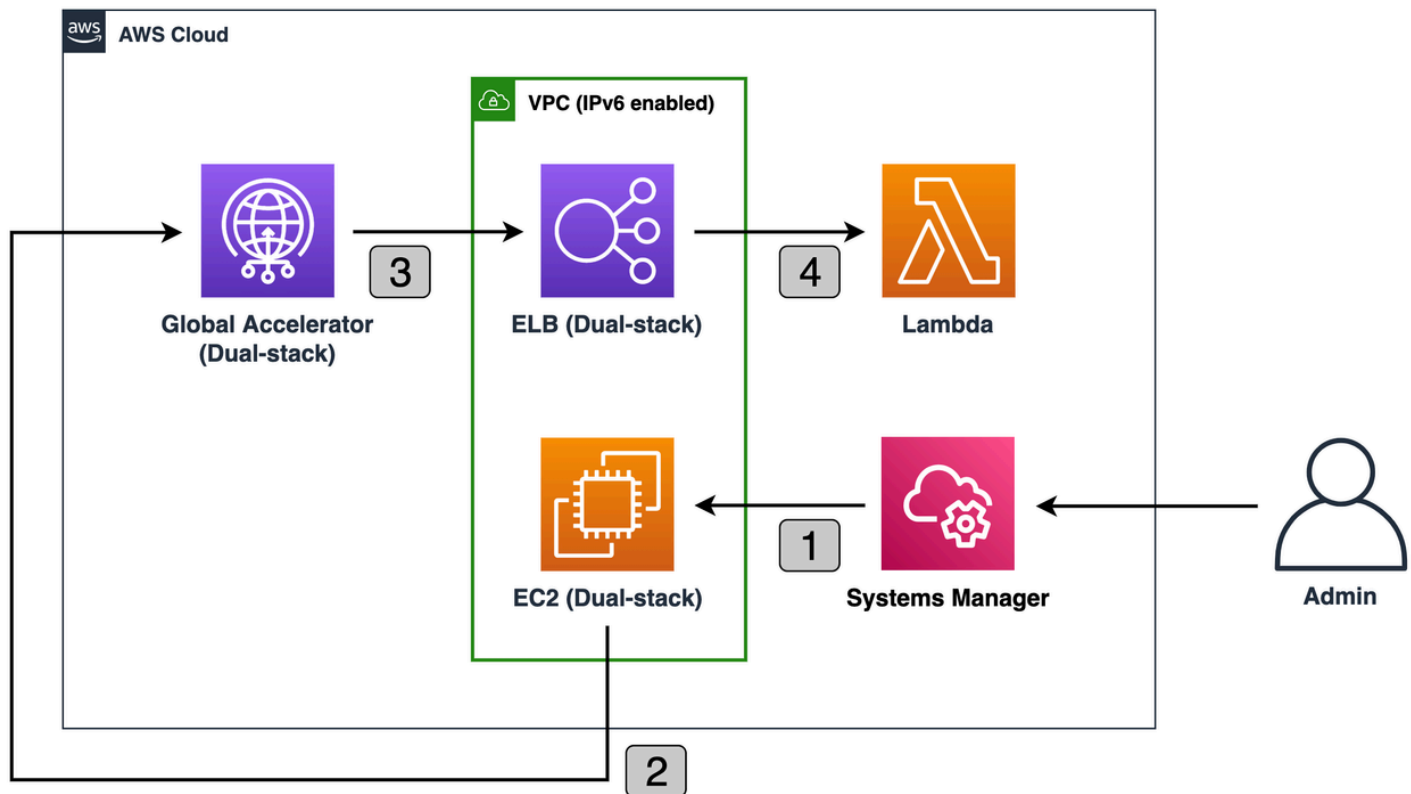 aws
AWS Cloud
VPC (IPv6 enabled)
3
4
Global Accelerator
(Dual-stack)
ELB (Dual-stack)
Lambda
1
EC2 (Dual-stack)
Systems Manager
Admin
2